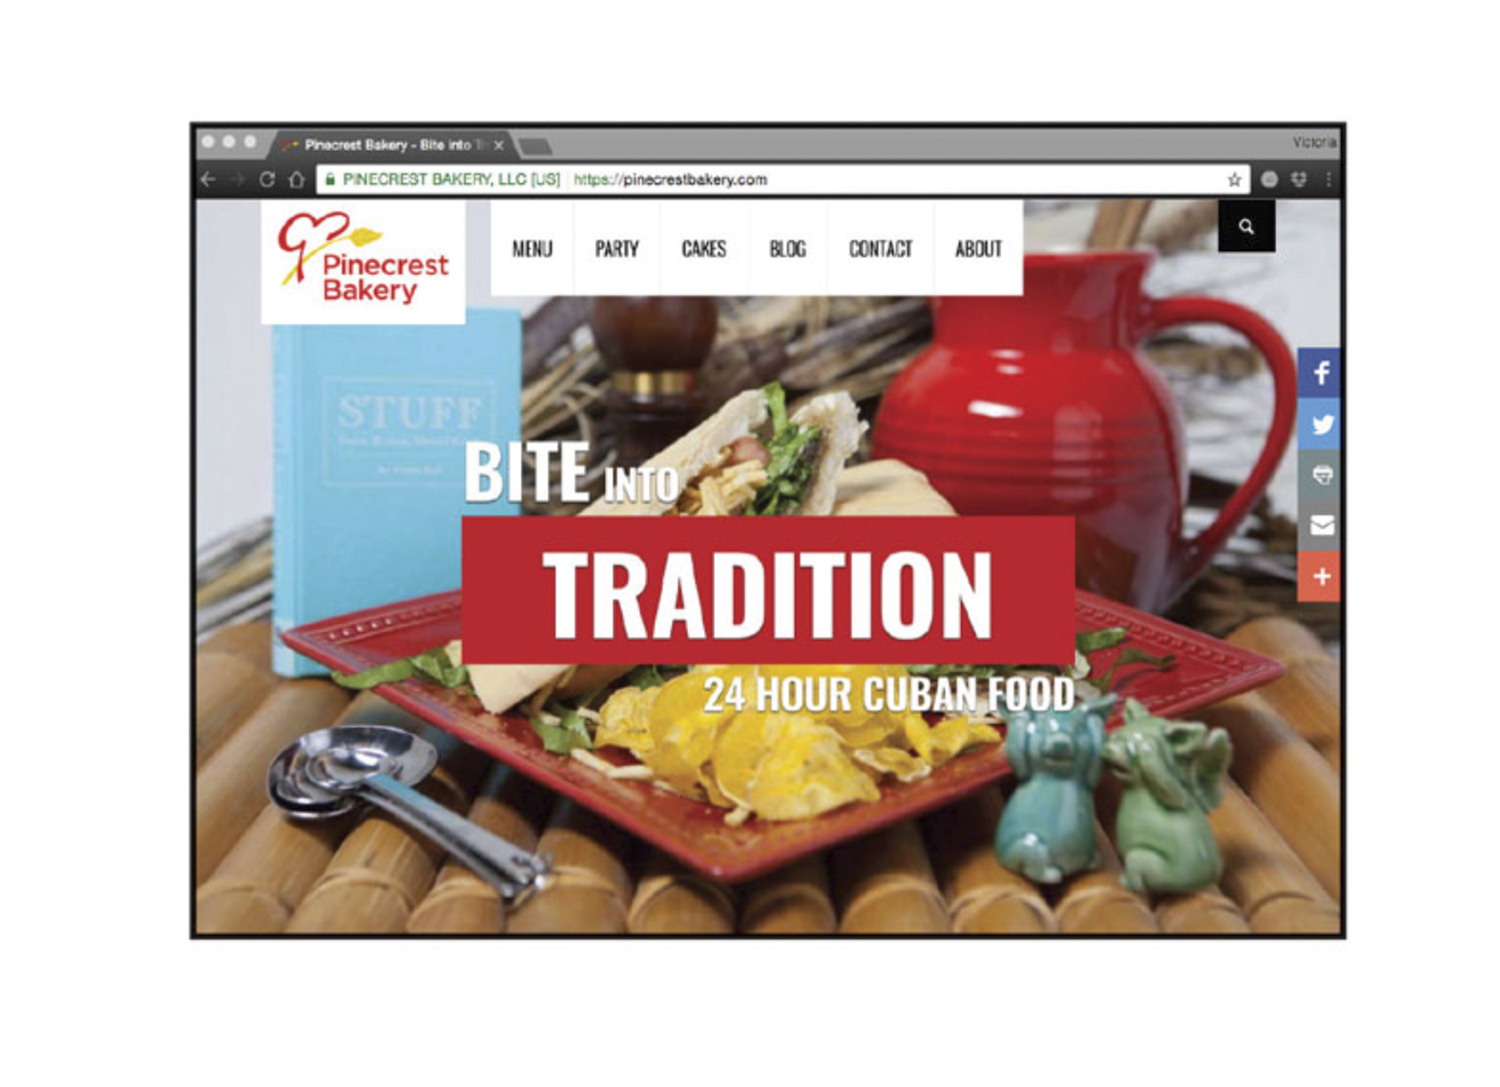 Pinecrest Bakery - Bite into T
Victoria
PINECREST BAKERY, LLC [US] https://pinecrestbakery.com
Pinecrest
Bakery
MENU PARTY CAKES BLOG CONTACT ABOUT
STUFF
BITE INTO
TRADITION
24 HOUR CUBAN FOOD